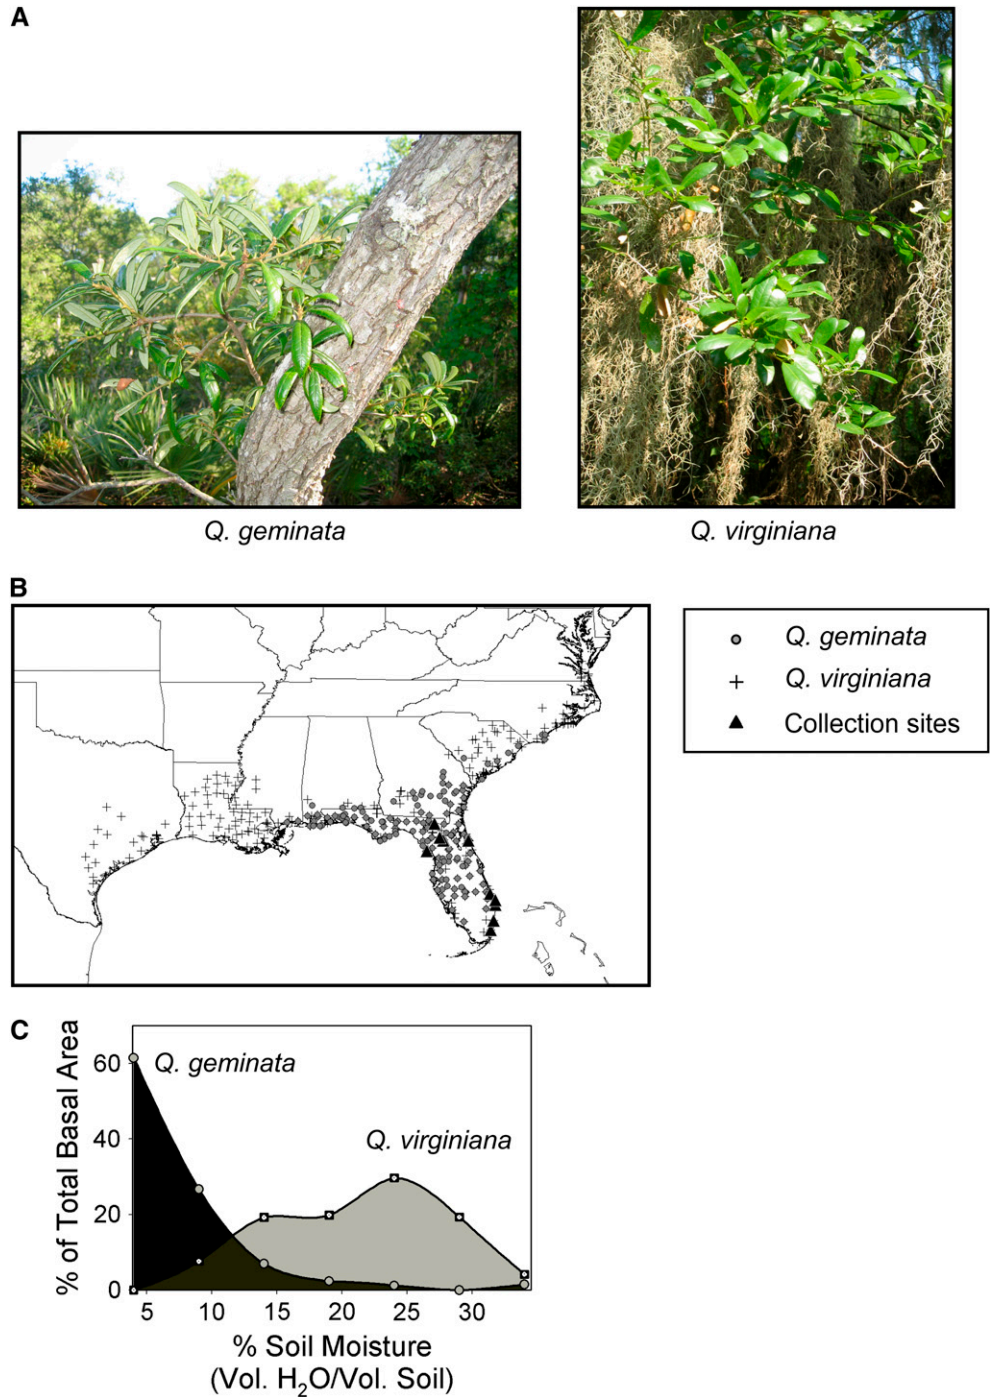 A
Q. geminata
Q. virginiana
B
Q. geminata
Q. virginiana
Collection sites
C
% of Total Basal Area
60
40
20
0
Q. geminata
Q. virginiana
5 10 15 20 25 30
% Soil Moisture
(Vol. H₂O/Vol. Soil)